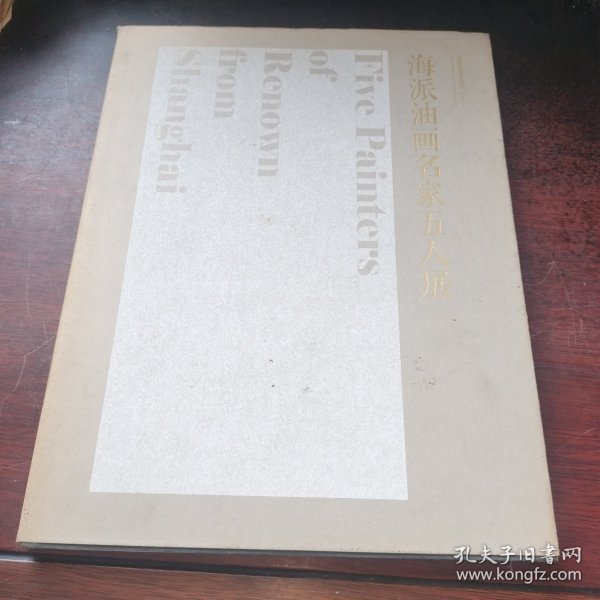 海派油画名家五人展
Five Painters
of
Renown
from
Shanghai
孔夫子旧书网
www.kongfz.com